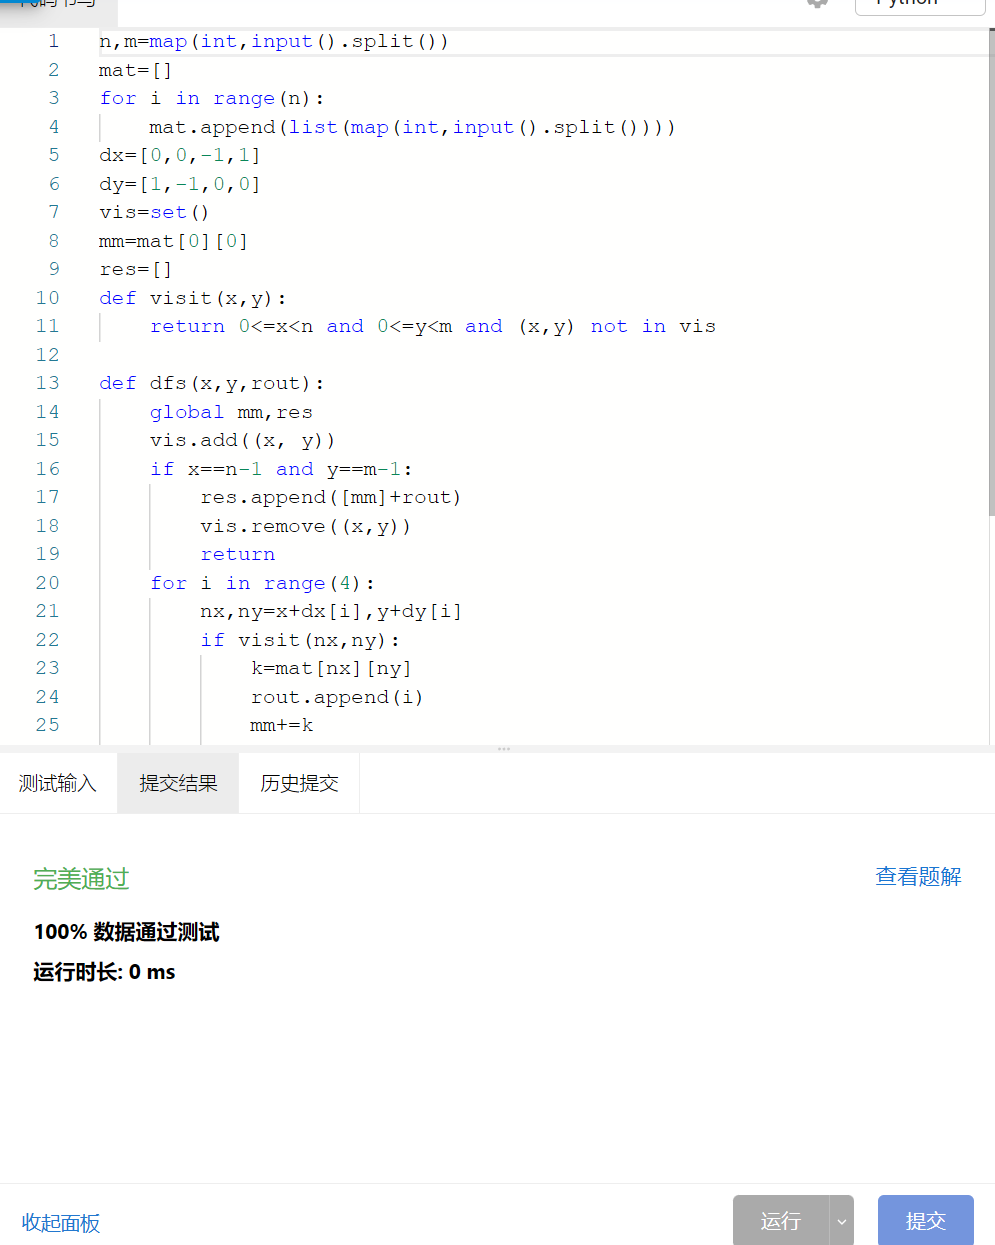 代码书写
Python
1 n,m=map(int,input().split())
2 mat=[]
3 for i in range(n):
4     mat.append(list(map(int,input().split())))
5 dx=[0,0,-1,1]
6 dy=[1,-1,0,0]
7 vis=set()
8 mm=mat[0][0]
9 res=[]
10 def visit(x,y):
11     return 0<=x<n and 0<=y<m and (x,y) not in vis
12
13 def dfs(x,y,rout):
14     global mm,res
15     vis.add((x, y))
16     if x==n-1 and y==m-1:
17         res.append([mm]+rout)
18         vis.remove((x,y))
19         return
20     for i in range(4):
21         nx,ny=x+dx[i],y+dy[i]
22         if visit(nx,ny):
23             k=mat[nx][ny]
24             rout.append(i)
25             mm+=k
测试输入 提交结果 历史提交
完美通过 查看题解
100% 数据通过测试
运行时长: 0 ms
收起面板 运行 提交